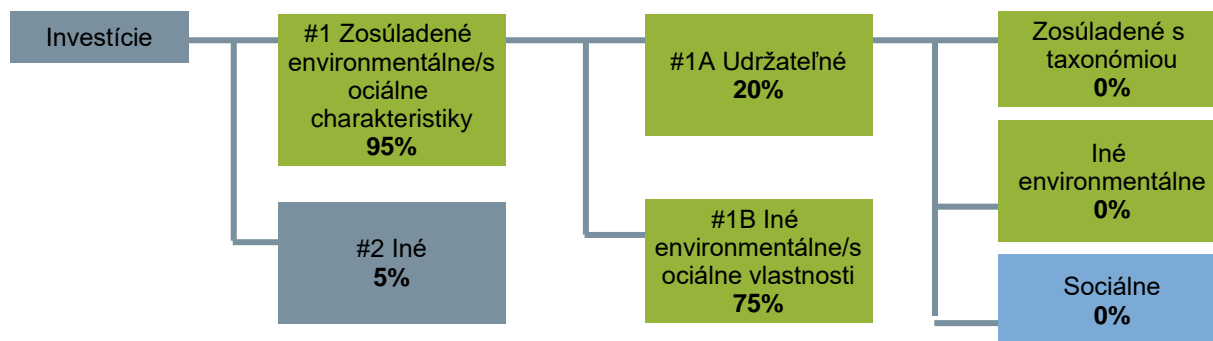 Investície
#1 Zosúladené
environmentálne/s
ociálne
charakteristiky
95%
#2 Iné
5%
#1A Udržateľné
20%
#1B Iné
environmentálne/s
ociálne vlastnosti
75%
Zosúladené s
taxonómiou
0%
Iné
environmentálne
0%
Sociálne
0%